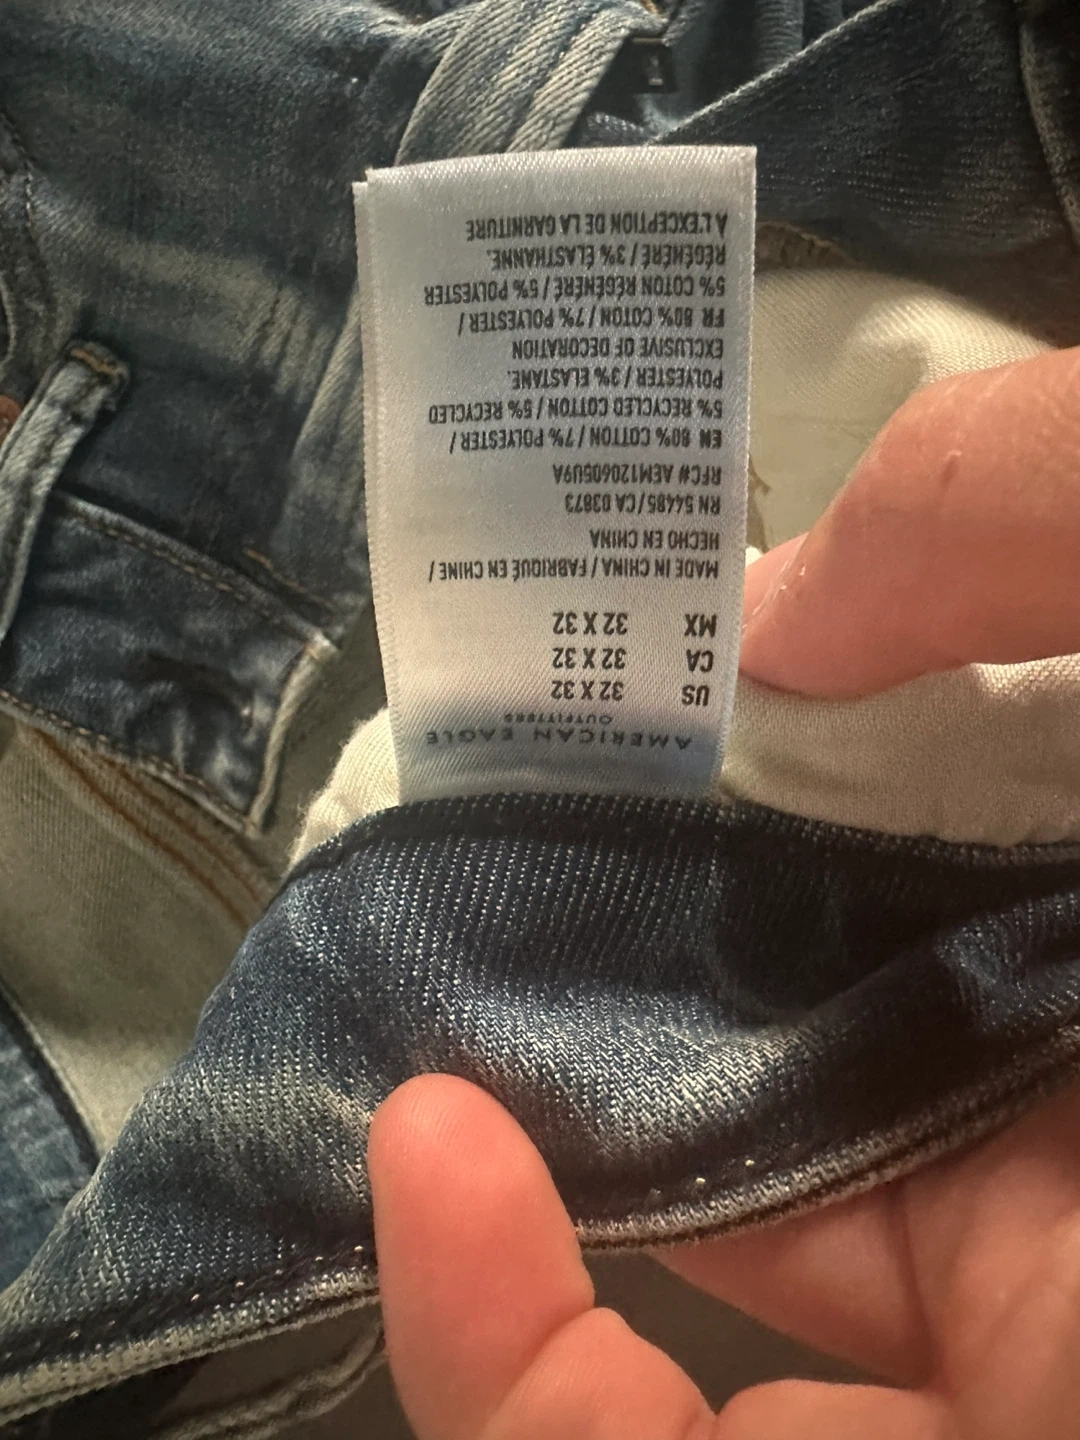 AMERICAN EAGLE
OUTFITTERS
US 32 X 32
CA 32 X 32
MX 32 X 32
MADE IN CHINA / FABRIQUÉ EN CHINE /
HECHO EN CHINA
RN 54485/CA 03873
RFC# AEM120605U9A
EN 80% COTTON / 7% POLYESTER /
5% RECYCLED COTTON / 5% RECYCLED
POLYESTER / 3% ELASTANE.
EXCLUSIVE OF DECORATION
FR 80% COTON / 7% POLYESTER /
5% COTON RÉGÉNÉRÉ / 5% POLYESTER
RÉGÉNÉRÉ / 3% ÉLASTHANNE.
À L'EXCEPTION DE LA GARNITURE